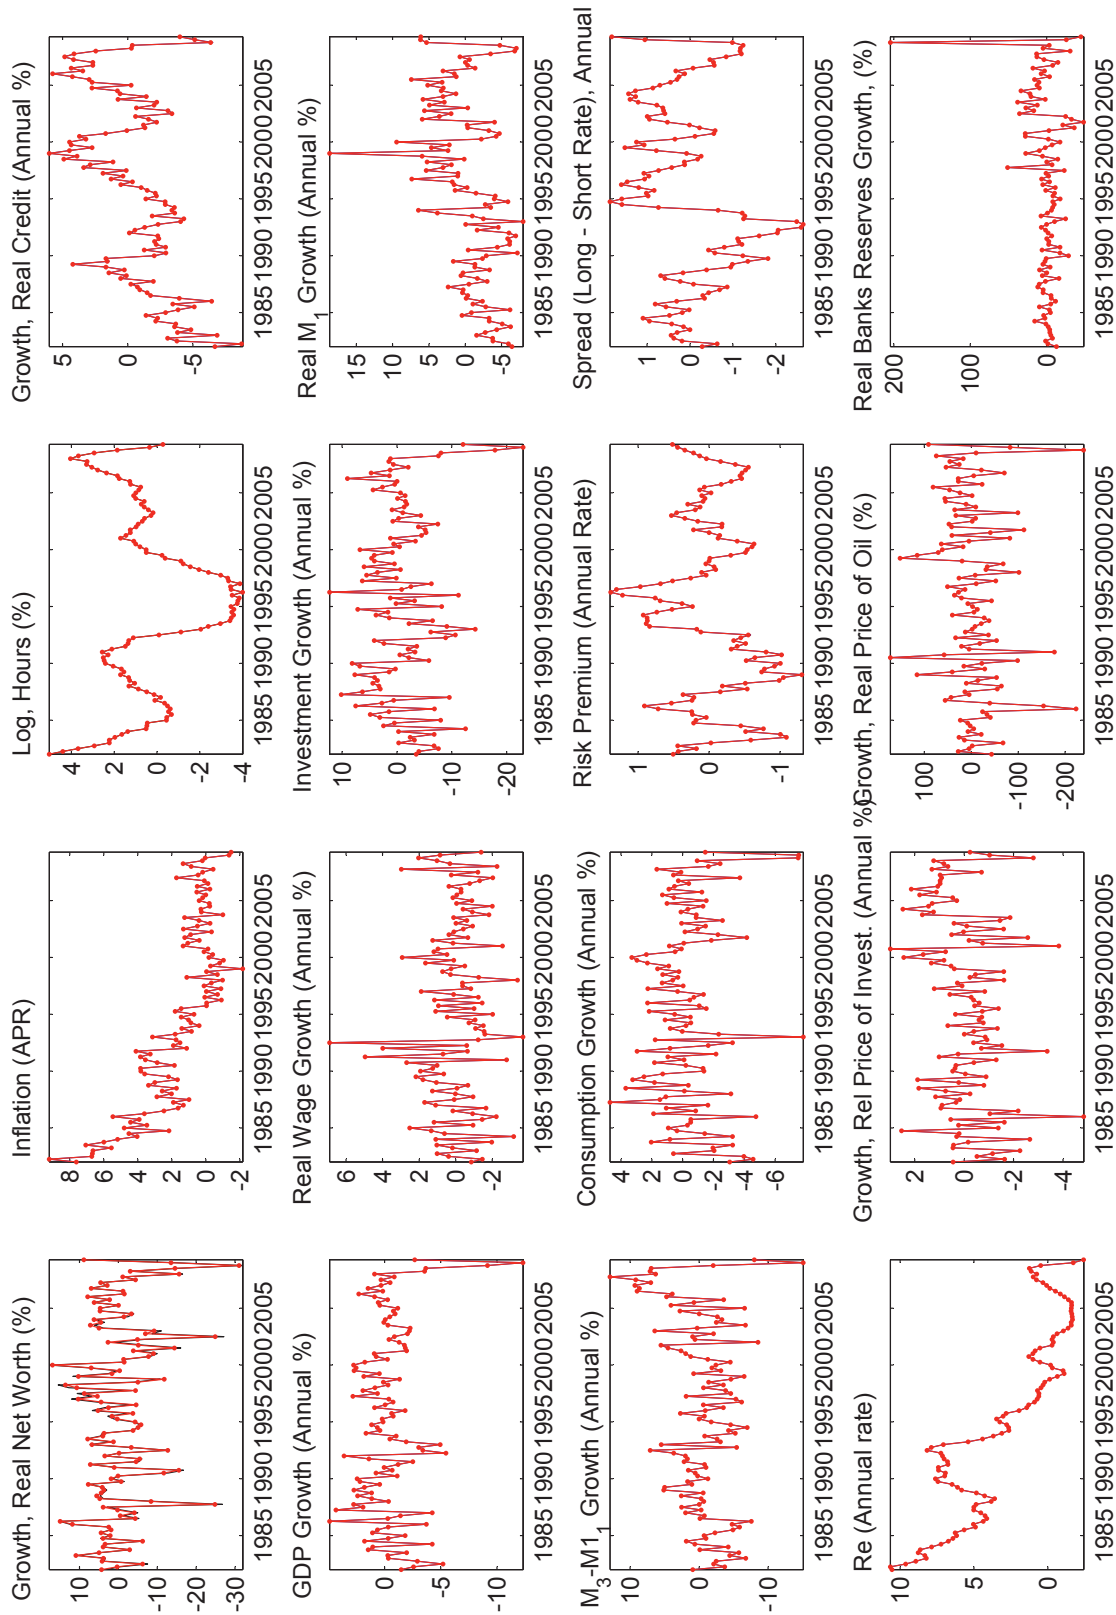 Growth, Real Net Worth (%)
10
0
-10
-20
-30
1985 1990 1995 2000 2005
Inflation (APR)
8
6
4
2
0
-2
1985 1990 1995 2000 2005
Log, Hours (%)
4
2
0
-2
-4
1985 1990 1995 2000 2005
Growth, Real Credit (Annual %)
5
0
-5
1985 1990 1995 2000 2005
GDP Growth (Annual %)
0
-5
-10
1985 1990 1995 2000 2005
Real Wage Growth (Annual %)
6
4
2
0
-2
1985 1990 1995 2000 2005
Investment Growth (Annual %)
10
0
-10
-20
1985 1990 1995 2000 2005
Real M1 Growth (Annual %)
15
10
5
0
-5
1985 1990 1995 2000 2005
M3-M1 Growth (Annual %)
10
0
-10
1985 1990 1995 2000 2005
Consumption Growth (Annual %)
4
2
0
-2
-4
-6
1985 1990 1995 2000 2005
Risk Premium (Annual Rate)
1
0
-1
1985 1990 1995 2000 2005
Spread (Long - Short Rate), Annual
1
0
-1
-2
1985 1990 1995 2000 2005
Re (Annual rate)
10
5
0
1985 1990 1995 2000 2005
Growth, Rel Price of Invest. (Annual %)
2
0
-2
-4
1985 1990 1995 2000 2005
Growth, Real Price of Oil (%)
100
0
-100
-200
1985 1990 1995 2000 2005
Real Banks Reserves Growth, (%)
200
100
0
1985 1990 1995 2000 2005